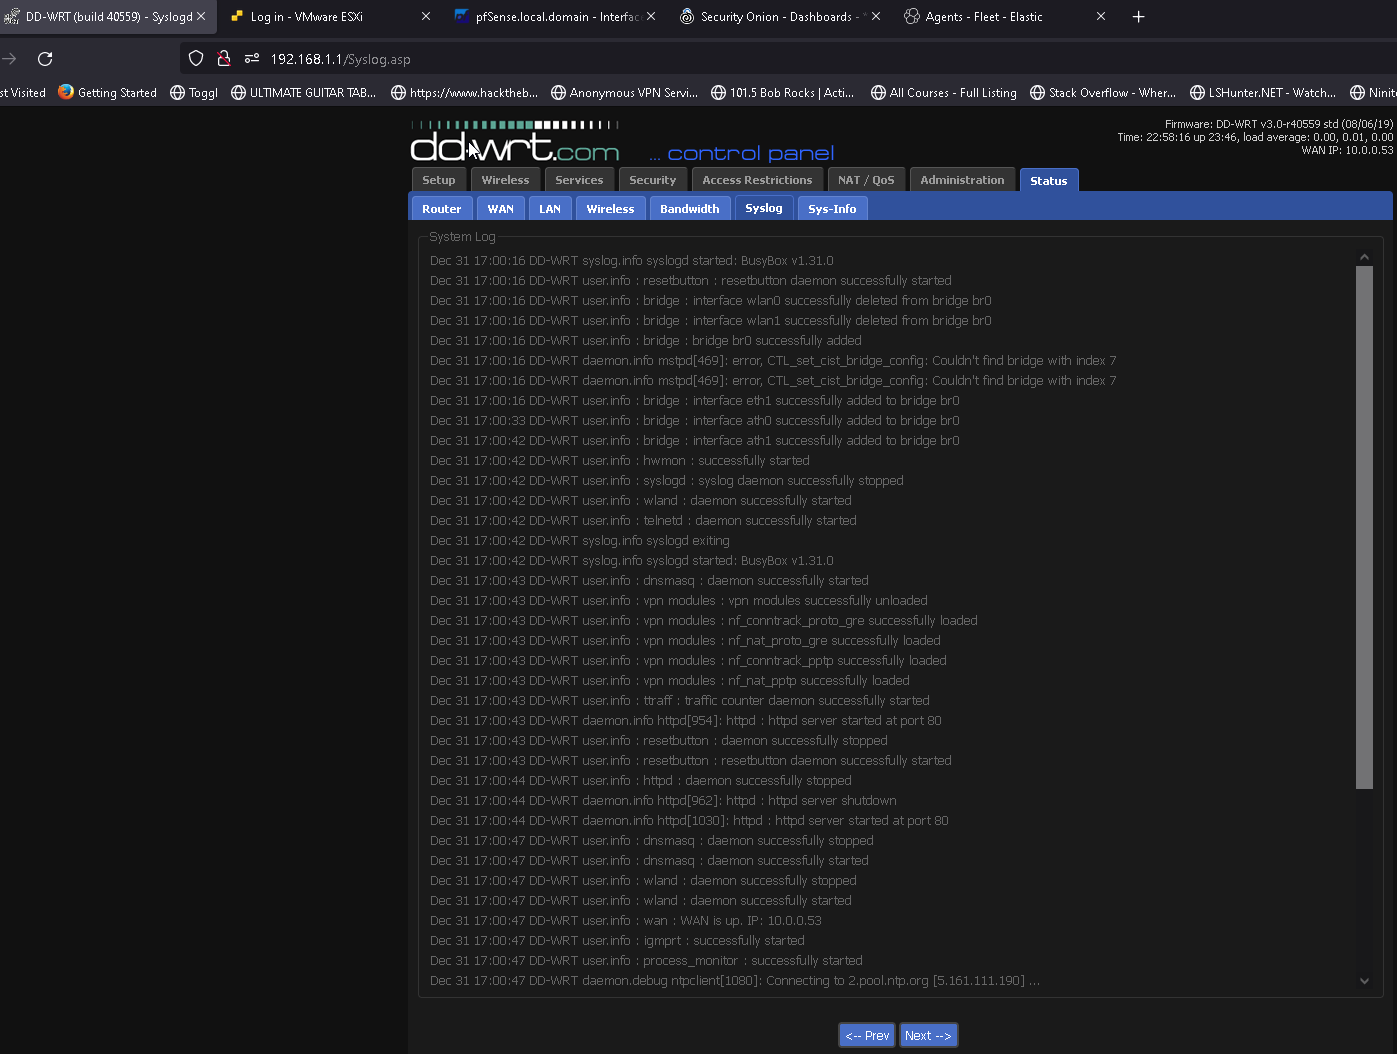 DD-WRT (build 40559) - Syslogd
Log in - VMware ESXi
pfSense.local.domain - Interfac
Security Onion - Dashboards -
Agents - Fleet - Elastic
192.168.1.1/Syslog.asp
st Visited
Getting Started
Toggl
ULTIMATE GUITAR TAB...
https://www.hacktheb...
Anonymous VPN Servi...
101.5 Bob Rocks | Acti...
All Courses - Full Listing
Stack Overflow - Wher...
LSHunter.NET - Watch...
Ninit
dd-wrt.com ... control panel
Firmware: DD-WRT v3.0-r40559 std (08/06/19)
Time: 22:58:16 up 23:46, load average: 0.00, 0.01, 0.00
WAN IP: 10.0.0.53
Setup Wireless Services Security Access Restrictions NAT / QoS Administration Status
Router WAN LAN Wireless Bandwidth Syslog Sys-Info
System Log
Dec 31 17:00:16 DD-WRT syslog.info syslogd started: BusyBox v1.31.0
Dec 31 17:00:16 DD-WRT user.info : resetbutton : resetbutton daemon successfully started
Dec 31 17:00:16 DD-WRT user.info : bridge : interface wlan0 successfully deleted from bridge br0
Dec 31 17:00:16 DD-WRT user.info : bridge : interface wlan1 successfully deleted from bridge br0
Dec 31 17:00:16 DD-WRT user.info : bridge : bridge br0 successfully added
Dec 31 17:00:16 DD-WRT daemon.info mstpd[469]: error, CTL_set_cist_bridge_config: Couldn't find bridge with index 7
Dec 31 17:00:16 DD-WRT daemon.info mstpd[469]: error, CTL_set_cist_bridge_config: Couldn't find bridge with index 7
Dec 31 17:00:16 DD-WRT user.info : bridge : interface eth1 successfully added to bridge br0
Dec 31 17:00:33 DD-WRT user.info : bridge : interface ath0 successfully added to bridge br0
Dec 31 17:00:42 DD-WRT user.info : bridge : interface ath1 successfully added to bridge br0
Dec 31 17:00:42 DD-WRT user.info : hwmon : successfully started
Dec 31 17:00:42 DD-WRT user.info : syslogd : syslog daemon successfully stopped
Dec 31 17:00:42 DD-WRT user.info : wland : daemon successfully started
Dec 31 17:00:42 DD-WRT user.info : telnetd : daemon successfully started
Dec 31 17:00:42 DD-WRT syslog.info syslogd exiting
Dec 31 17:00:42 DD-WRT syslog.info syslogd started: BusyBox v1.31.0
Dec 31 17:00:43 DD-WRT user.info : dnsmasq : daemon successfully started
Dec 31 17:00:43 DD-WRT user.info : vpn modules : vpn modules successfully unloaded
Dec 31 17:00:43 DD-WRT user.info : vpn modules : nf_conntrack_proto_gre successfully loaded
Dec 31 17:00:43 DD-WRT user.info : vpn modules : nf_nat_proto_gre successfully loaded
Dec 31 17:00:43 DD-WRT user.info : vpn modules : nf_conntrack_pptp successfully loaded
Dec 31 17:00:43 DD-WRT user.info : vpn modules : nf_nat_pptp successfully loaded
Dec 31 17:00:43 DD-WRT user.info : ttraff : traffic counter daemon successfully started
Dec 31 17:00:43 DD-WRT daemon.info httpd[954]: httpd : httpd server started at port 80
Dec 31 17:00:43 DD-WRT user.info : resetbutton : daemon successfully stopped
Dec 31 17:00:43 DD-WRT user.info : resetbutton : resetbutton daemon successfully started
Dec 31 17:00:44 DD-WRT user.info : httpd : daemon successfully stopped
Dec 31 17:00:44 DD-WRT daemon.info httpd[962]: httpd : httpd server shutdown
Dec 31 17:00:44 DD-WRT daemon.info httpd[1030]: httpd : httpd server started at port 80
Dec 31 17:00:47 DD-WRT user.info : dnsmasq : daemon successfully stopped
Dec 31 17:00:47 DD-WRT user.info : dnsmasq : daemon successfully started
Dec 31 17:00:47 DD-WRT user.info : wland : daemon successfully stopped
Dec 31 17:00:47 DD-WRT user.info : wland : daemon successfully started
Dec 31 17:00:47 DD-WRT user.info : wan : WAN is up. IP: 10.0.0.53
Dec 31 17:00:47 DD-WRT user.info : igmprt : successfully started
Dec 31 17:00:47 DD-WRT user.info : process_monitor : successfully started
Dec 31 17:00:47 DD-WRT daemon.debug ntpclient[1080]: Connecting to 2.pool.ntp.org [5.161.111.190] ...
<-- Prev Next -->